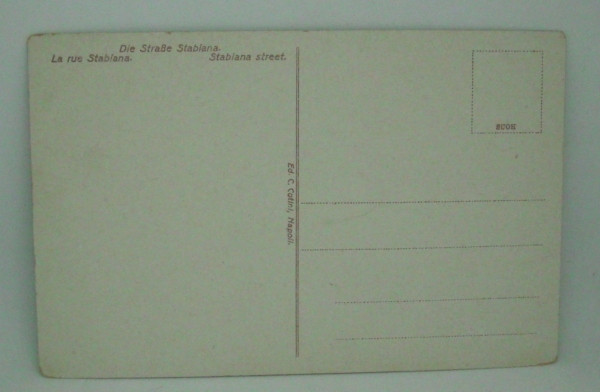 Die Straße Stabiana.
La rue Stabiana. Stabiana street.
Ed. C. Cotini, Napoli.